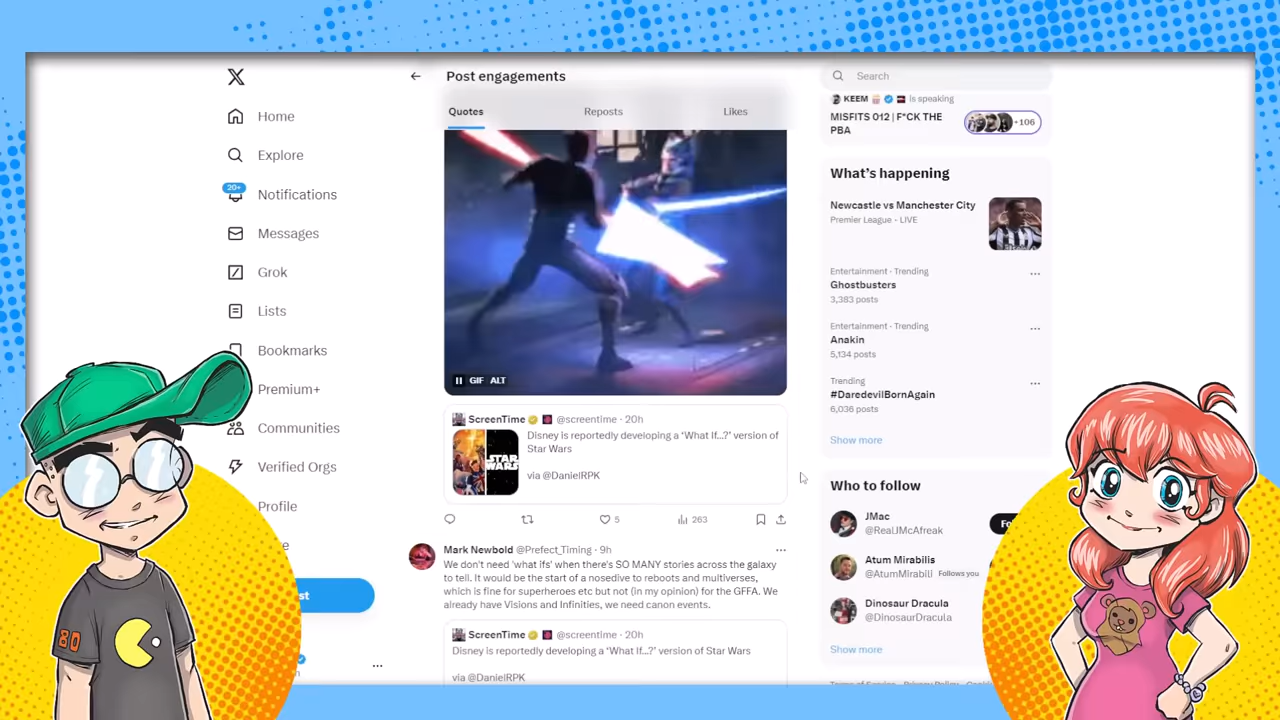 X
Home
Explore
20+
Notifications
Messages
Grok
Lists
Bookmarks
Premium+
Communities
Verified Orgs
Profile
80
Post engagements
Quotes Reposts Likes
GIF ALT
ScreenTime @screentime · 20h
Disney is reportedly developing a ‘What If...?’ version of
Star Wars
via @DanielRPK
STAR
WARS
5 263
Mark Newbold @Prefect_Timing · 9h
We don't need 'what ifs' when there's SO MANY stories across the galaxy
to tell. It would be the start of a nosedive to reboots and multiverses,
which is fine for superheroes etc but not (in my opinion) for the GFFA. We
already have Visions and Infinities, we need canon events.
ScreenTime @screentime · 20h
Disney is reportedly developing a ‘What If...?’ version of Star Wars
via @DanielRPK
Search
KEEM is speaking
MISFITS 012 | F*CK THE
PBA
+106
What's happening
Newcastle vs Manchester City
Premier League · LIVE
Entertainment · Trending
Ghostbusters
3,383 posts
Entertainment · Trending
Anakin
5,134 posts
Trending
#DaredevilBornAgain
6,036 posts
Show more
Who to follow
JMac
@RealJMcAfreak
Atum Mirabilis
@AtumMirabili Follows you
Dinosaur Dracula
@DinosaurDracula
Show more